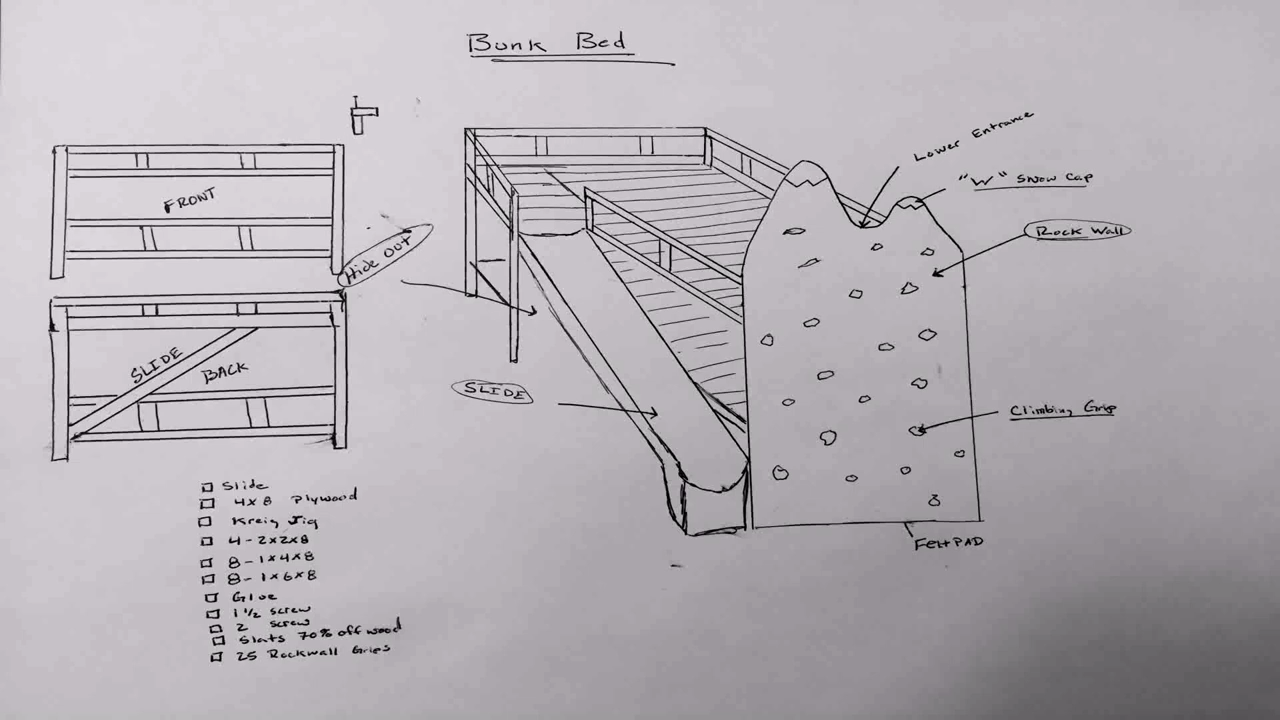 Bunk Bed
Lower Entrance
"W" Snow Cap
FRONT
Rock Wall
Hide Out
SLIDE
BACK
SLIDE
Climbing Grip
Slide
4x8 Plywood
Kreig Jig
4-2x2x8
8-1x4x8
8-1x6x8
Glue
1 1/2 screw
2 screw
Slats 70% off wood
25 Rockwall Grips
Felt PAD